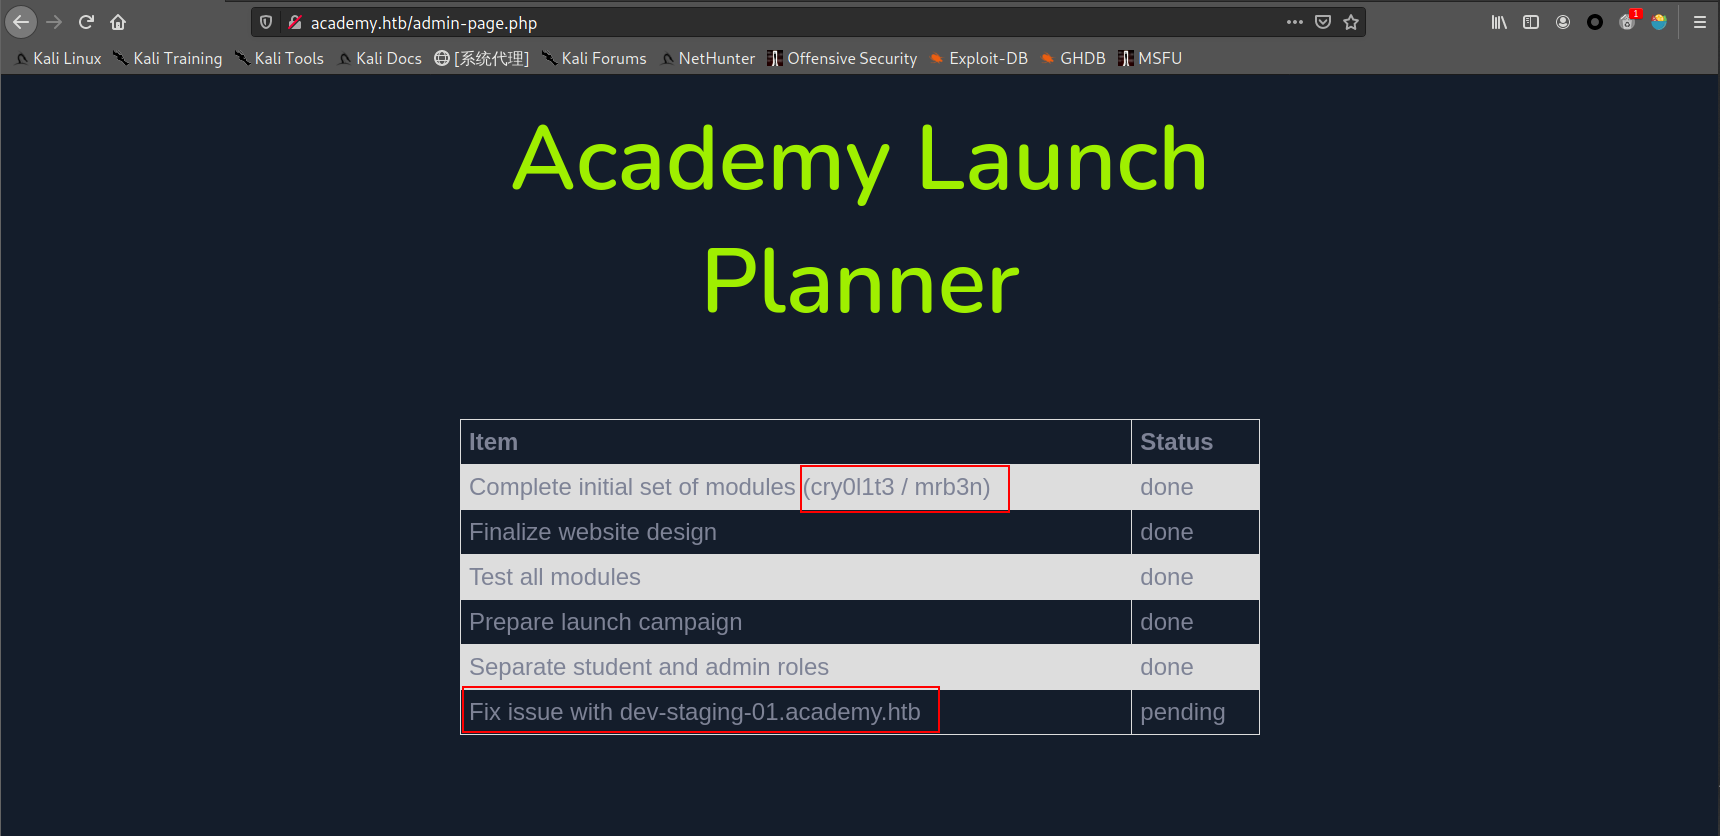 academy.htb/admin-page.php
1
Kali Linux Kali Training Kali Tools Kali Docs [系统代理] Kali Forums NetHunter Offensive Security Exploit-DB GHDB MSFU
Academy Launch
Planner
Item Status
Complete initial set of modules (cry0l1t3 / mrb3n) done
Finalize website design done
Test all modules done
Prepare launch campaign done
Separate student and admin roles done
Fix issue with dev-staging-01.academy.htb pending